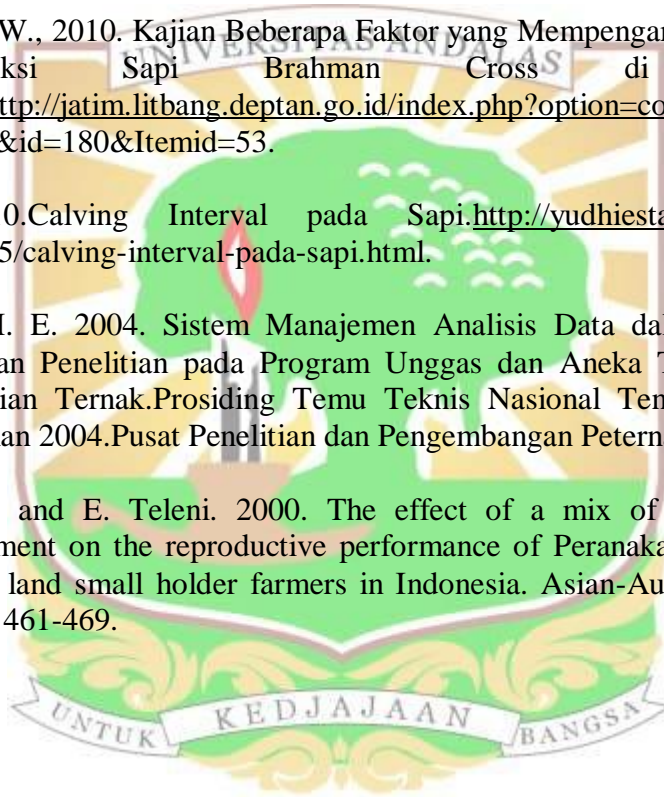 W., 2010. Kajian Beberapa Faktor yang Mempengar
UNIVERSITAS ANDALAS
ksi Sapi Brahman Cross di
ttp://jatim.litbang.deptan.go.id/index.php?option=co
&id=180&Itemid=53.
0.Calving Interval pada Sapi.http://yudhiesta
5/calving-interval-pada-sapi.html.
. E. 2004. Sistem Manajemen Analisis Data da
an Penelitian pada Program Unggas dan Aneka T
ian Ternak.Prosiding Temu Teknis Nasional Ten
an 2004.Pusat Penelitian dan Pengembangan Petern
and E. Teleni. 2000. The effect of a mix of
ment on the reproductive performance of Peranaka
land small holder farmers in Indonesia. Asian-Au
461-469.
UNTUK KEDJAJAAN BANGSA